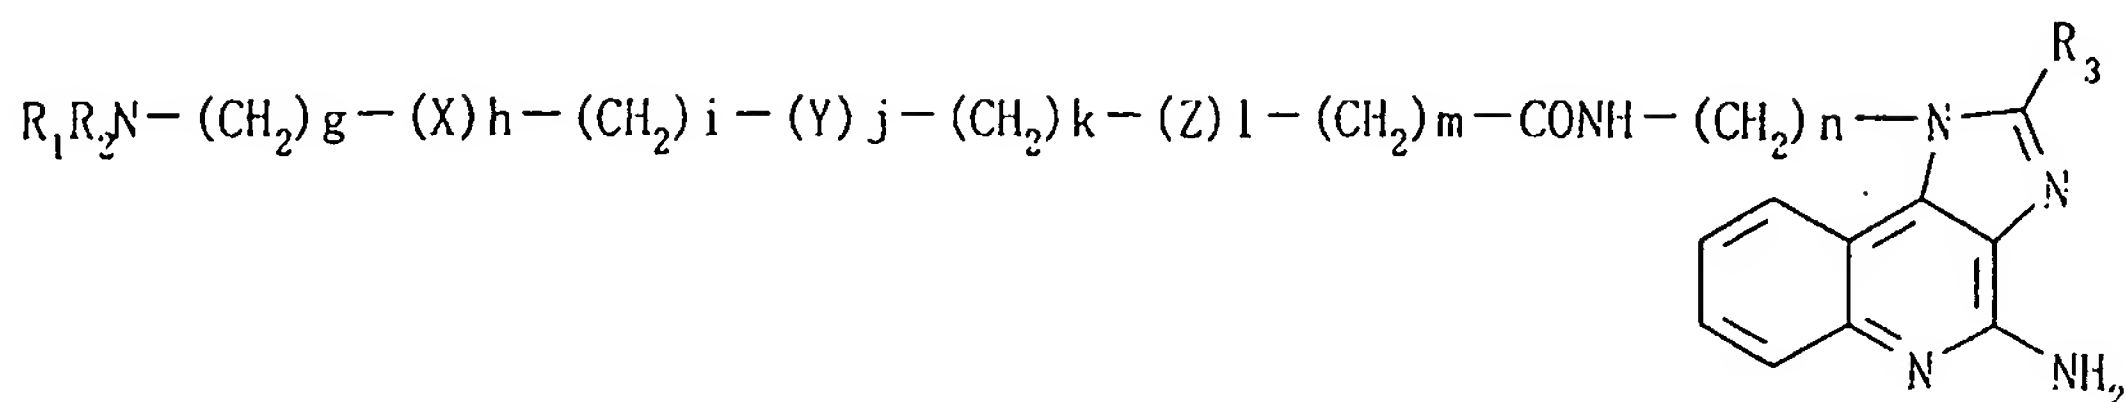 R₃
R₁R₂N—(CH₂)g—(X)h—(CH₂)i—(Y)j—(CH₂)k—(Z)l—(CH₂)m—CONH—(CH₂)n—N
N
N
NH₂